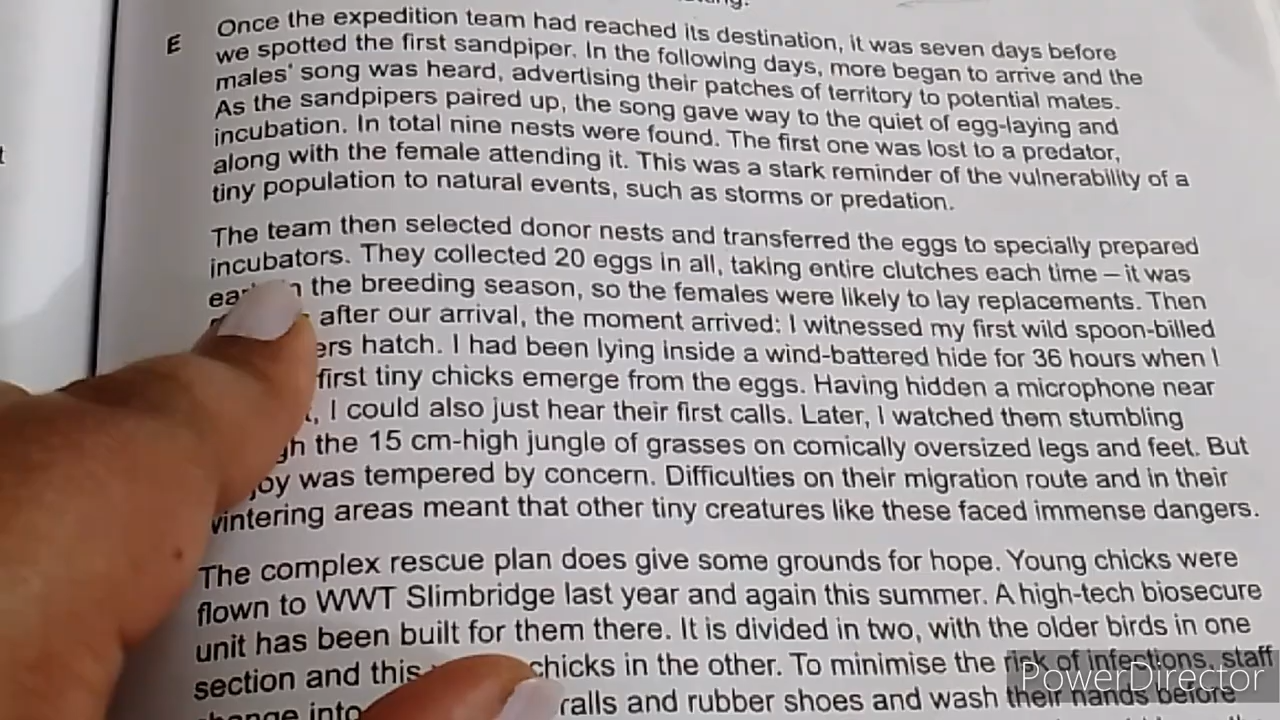 E Once the expedition team had reached its destination, it was seven days before
we spotted the first sandpiper. In the following days, more began to arrive and the
males' song was heard, advertising their patches of territory to potential mates.
As the sandpipers paired up, the song gave way to the quiet of egg-laying and
incubation. In total nine nests were found. The first one was lost to a predator,
along with the female attending it. This was a stark reminder of the vulnerability of a
tiny population to natural events, such as storms or predation.
The team then selected donor nests and transferred the eggs to specially prepared
incubators. They collected 20 eggs in all, taking entire clutches each time – it was
the breeding season, so the females were likely to lay replacements. Then
after our arrival, the moment arrived: I witnessed my first wild spoon-billed
hatch. I had been lying inside a wind-battered hide for 36 hours when I
first tiny chicks emerge from the eggs. Having hidden a microphone near
I could also just hear their first calls. Later, I watched them stumbling
the 15 cm-high jungle of grasses on comically oversized legs and feet. But
joy was tempered by concern. Difficulties on their migration route and in their
wintering areas meant that other tiny creatures like these faced immense dangers.
The complex rescue plan does give some grounds for hope. Young chicks were
flown to WWT Slimbridge last year and again this summer. A high-tech biosecure
unit has been built for them there. It is divided in two, with the older birds in one
section and this chicks in the other. To minimise the risk of infections, staff
change into and rubber shoes and wash their hands before
PowerDirector